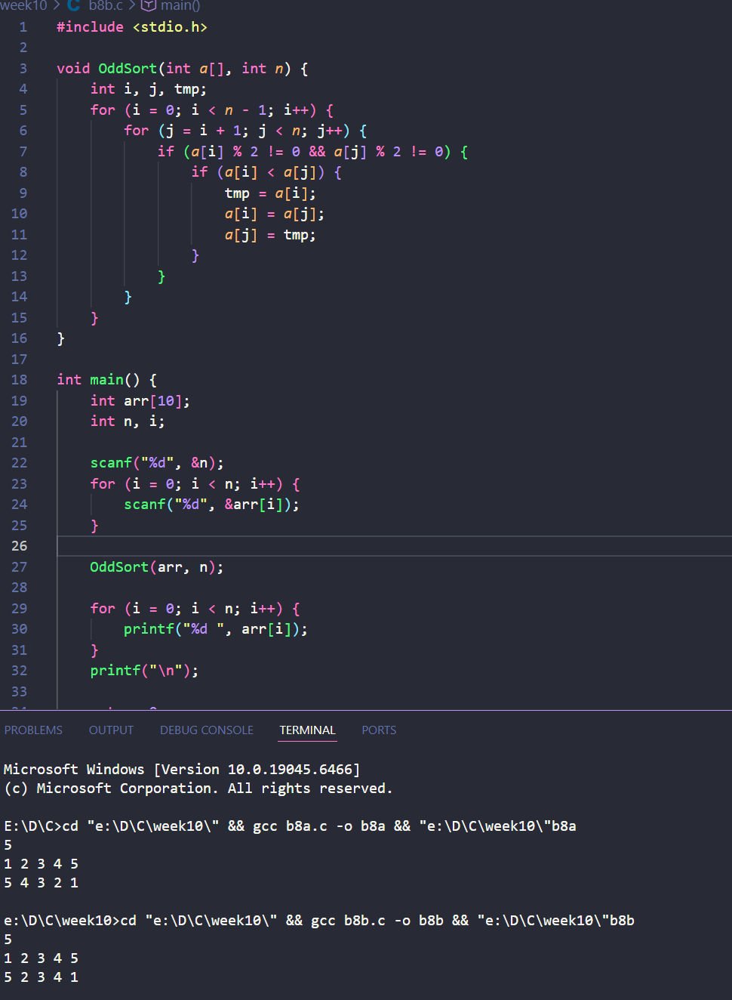 week10 > C b8b.c > main()
1 #include <stdio.h>
2
3 void OddSort(int a[], int n) {
4     int i, j, tmp;
5     for (i = 0; i < n - 1; i++) {
6         for (j = i + 1; j < n; j++) {
7             if (a[i] % 2 != 0 && a[j] % 2 != 0) {
8                 if (a[i] < a[j]) {
9                     tmp = a[i];
10                     a[i] = a[j];
11                     a[j] = tmp;
12                 }
13             }
14         }
15     }
16 }
17
18 int main() {
19     int arr[10];
20     int n, i;
21
22     scanf("%d", &n);
23     for (i = 0; i < n; i++) {
24         scanf("%d", &arr[i]);
25     }
26
27     OddSort(arr, n);
28
29     for (i = 0; i < n; i++) {
30         printf("%d ", arr[i]);
31     }
32     printf("\n");
33
PROBLEMS OUTPUT DEBUG CONSOLE TERMINAL PORTS
Microsoft Windows [Version 10.0.19045.6466]
(c) Microsoft Corporation. All rights reserved.
E:\D\C>cd "e:\D\C\week10\" && gcc b8a.c -o b8a && "e:\D\C\week10\"b8a
5
1 2 3 4 5
5 4 3 2 1
e:\D\C\week10>cd "e:\D\C\week10\" && gcc b8b.c -o b8b && "e:\D\C\week10\"b8b
5
1 2 3 4 5
5 2 3 4 1